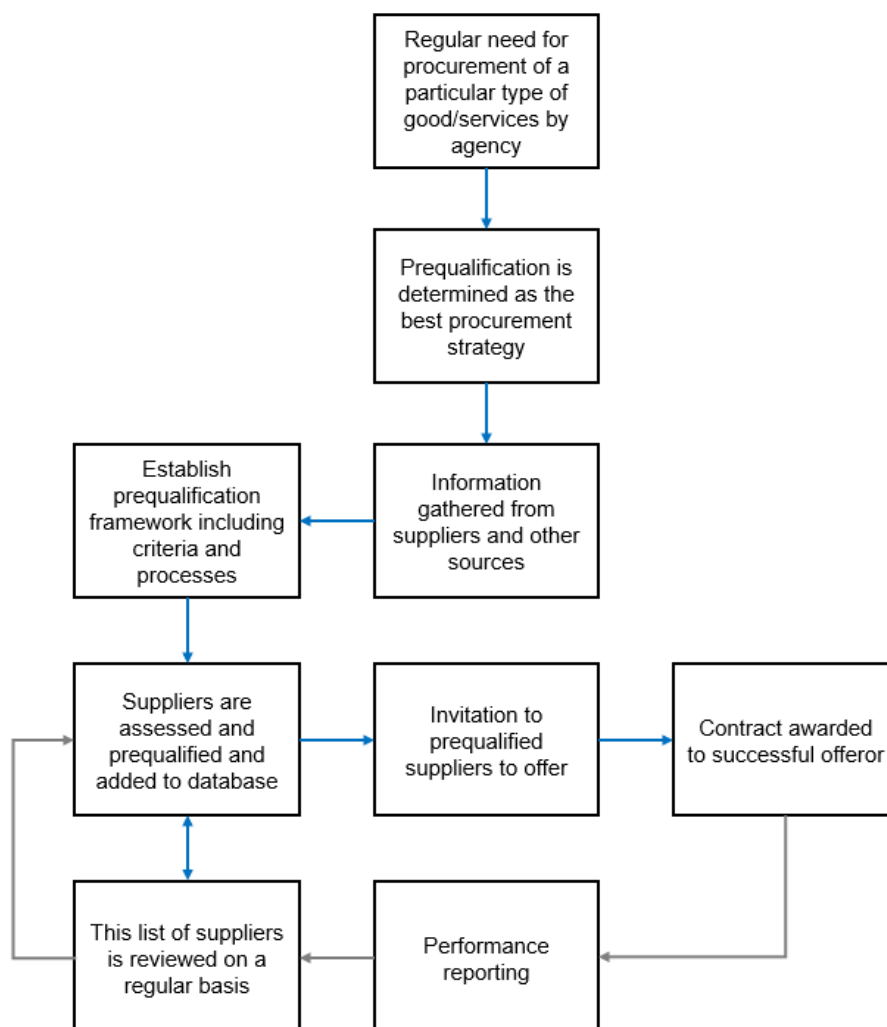 Regular need for
procurement of a
particular type of
good/services by
agency
Prequalification is
determined as the
best procurement
strategy
Establish
prequalification
framework including
criteria and
processes
Information
gathered from
suppliers and other
sources
Suppliers are
assessed and
prequalified and
added to database
Invitation to
prequalified
suppliers to offer
Contract awarded
to successful offeror
This list of suppliers
is reviewed on a
regular basis
Performance
reporting